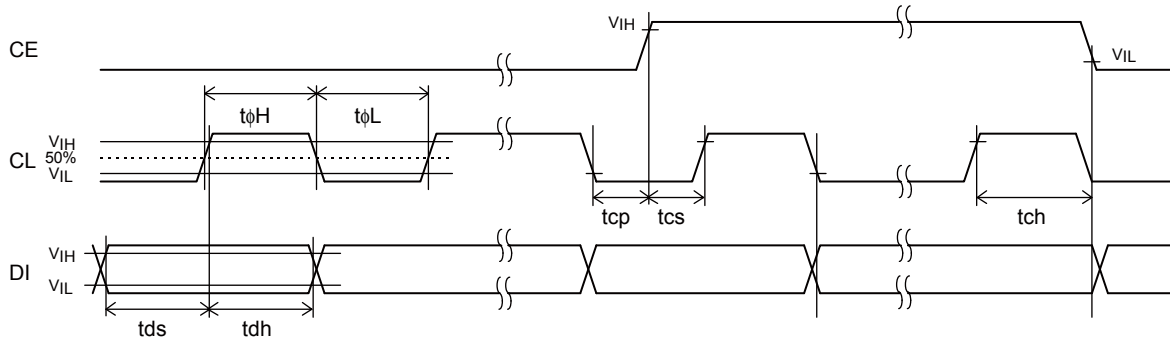 VIH
CE
VIL
tϕH
tϕL
VIH
CL
50%
VIL
tcp
tcs
tch
DI
VIH
VIL
tds
tdh